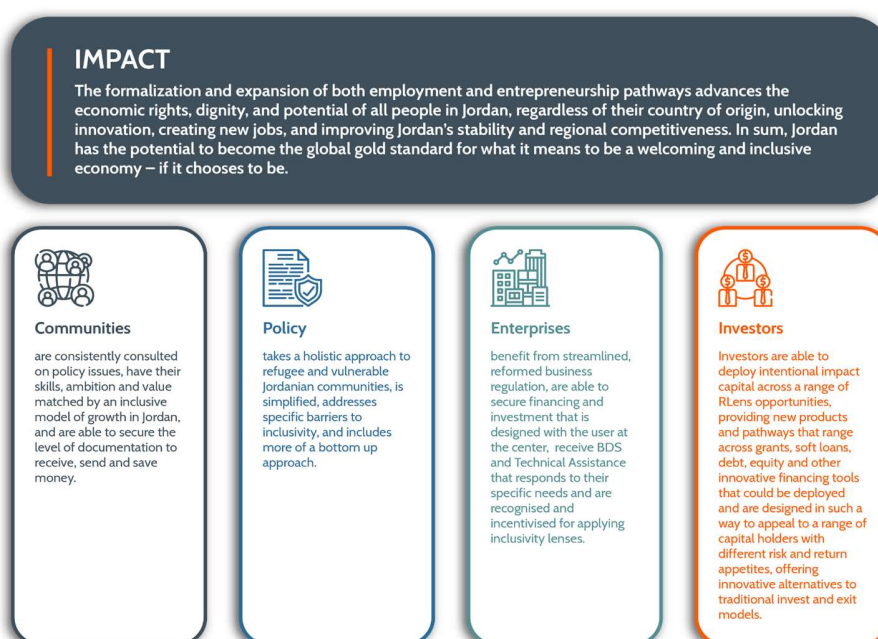 IMPACT
The formalization and expansion of both employment and entrepreneurship pathways advances the
economic rights, dignity, and potential of all people in Jordan, regardless of their country of origin, unlocking
innovation, creating new jobs, and improving Jordan's stability and regional competitiveness. In sum, Jordan
has the potential to become the global gold standard for what it means to be a welcoming and inclusive
economy – if it chooses to be.
Communities
are consistently consulted
on policy issues, have their
skills, ambition and value
matched by an inclusive
model of growth in Jordan,
and are able to secure the
level of documentation to
receive, send and save
money.
Policy
takes a holistic approach to
refugee and vulnerable
Jordanian communities, is
simplified, addresses
specific barriers to
inclusivity, and includes
more of a bottom up
approach.
Enterprises
benefit from streamlined,
reformed business
regulation, are able to
secure financing and
investment that is
designed with the user at
the center, receive BDS
and Technical Assistance
that responds to their
specific needs and are
recognised and
incentivised for applying
inclusivity lenses.
Investors
Investors are able to
deploy intentional impact
capital across a range of
RLens opportunities,
providing new products
and pathways that range
across grants, soft loans,
debt, equity and other
innovative financing tools
that could be deployed
and are designed in such a
way to appeal to a range of
capital holders with
different risk and return
appetites, offering
innovative alternatives to
traditional invest and exit
models.